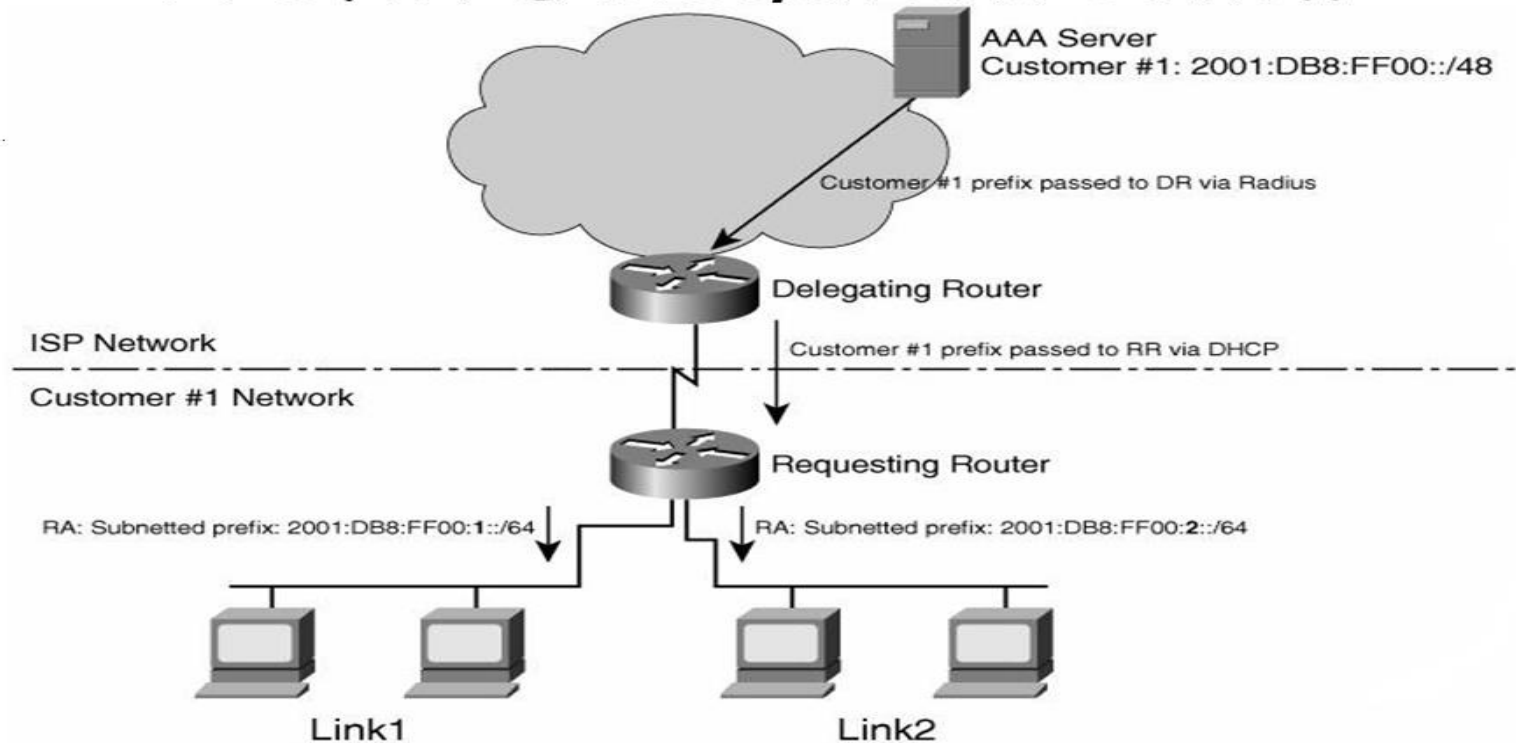 AAA Server
Customer #1: 2001:DB8:FF00::/48
Customer #1 prefix passed to DR via Radius
Delegating Router
ISP Network
Customer #1 prefix passed to RR via DHCP
Customer #1 Network
Requesting Router
RA: Subnetted prefix: 2001:DB8:FF00:1::/64
RA: Subnetted prefix: 2001:DB8:FF00:2::/64
Link1
Link2